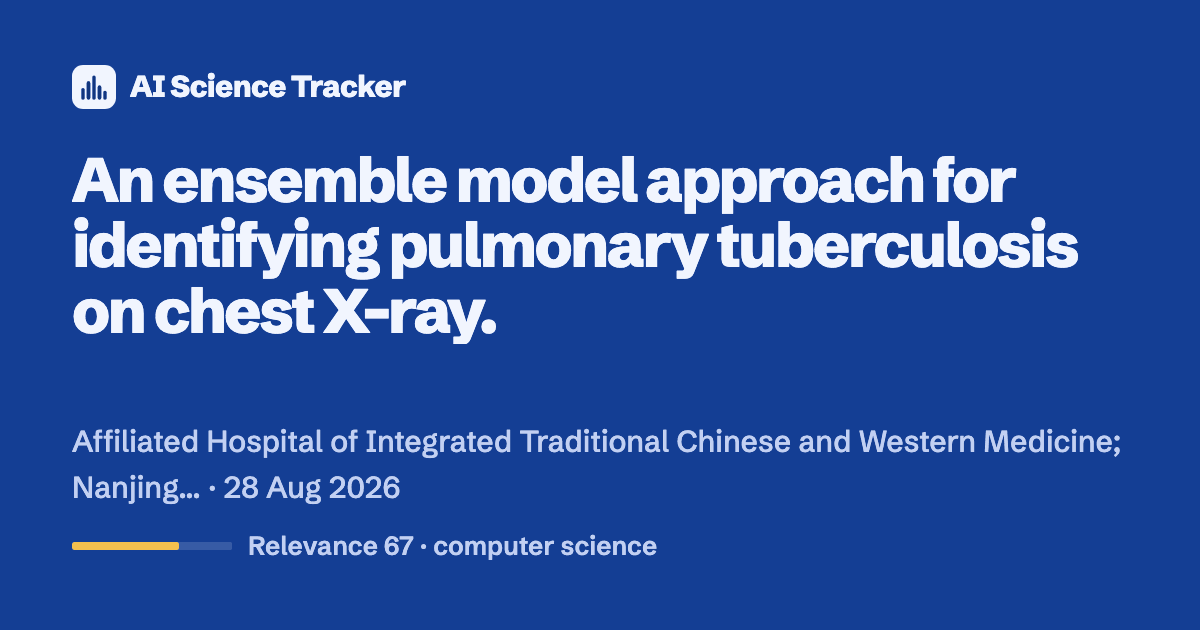 AI Science Tracker
An ensemble model approach for
identifying pulmonary tuberculosis
on chest X-ray.
Affiliated Hospital of Integrated Traditional Chinese and Western Medicine;
Nanjing... · 28 Aug 2026
Relevance 67 · computer science